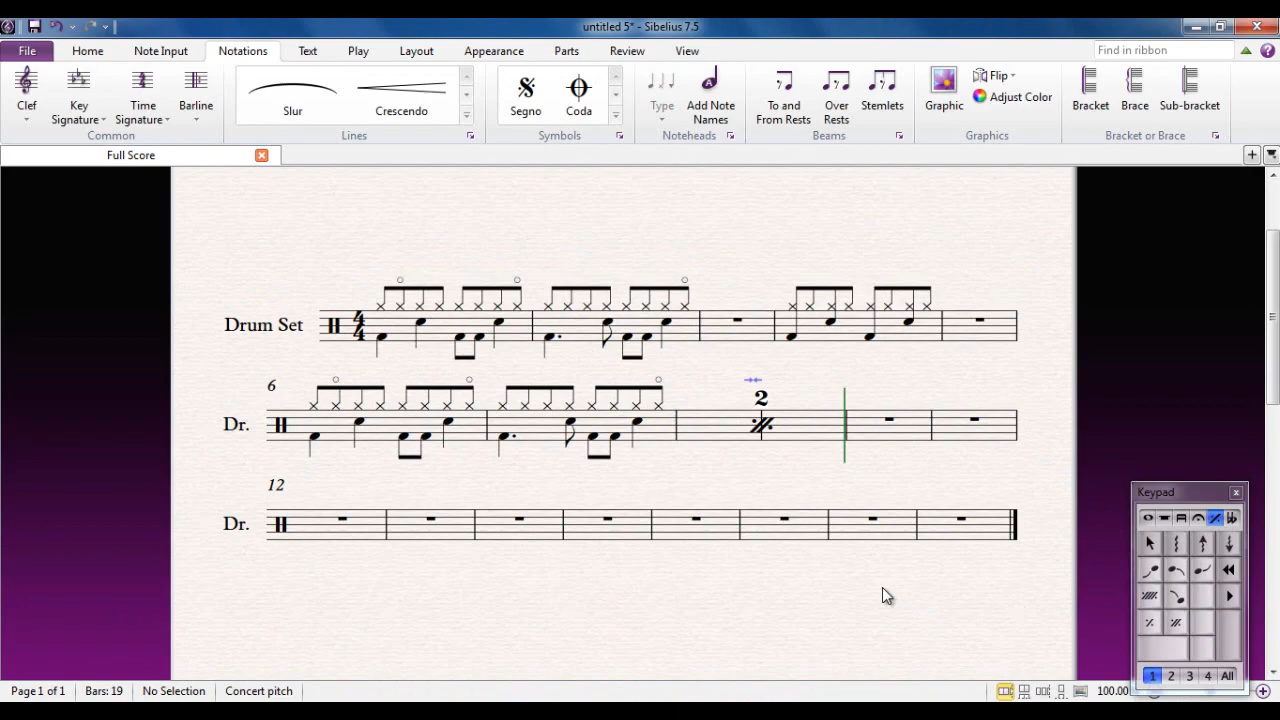 untitled 5* - Sibelius 7.5
File Home Note Input Notations Text Play Layout Appearance Parts Review View Find in ribbon
Clef Key Signature Time Signature Barline Slur Crescendo Segno Coda Type Add Note Names To and From Rests Over Rests Stemlets Graphic Flip Adjust Color Bracket Brace Sub-bracket
Common Lines Symbols Noteheads Beams Graphics Bracket or Brace
Full Score
Drum Set 4 4
6
Dr. 2
12
Dr.
Keypad
1 2 3 4 All
Page 1 of 1 Bars: 19 No Selection Concert pitch 100.00